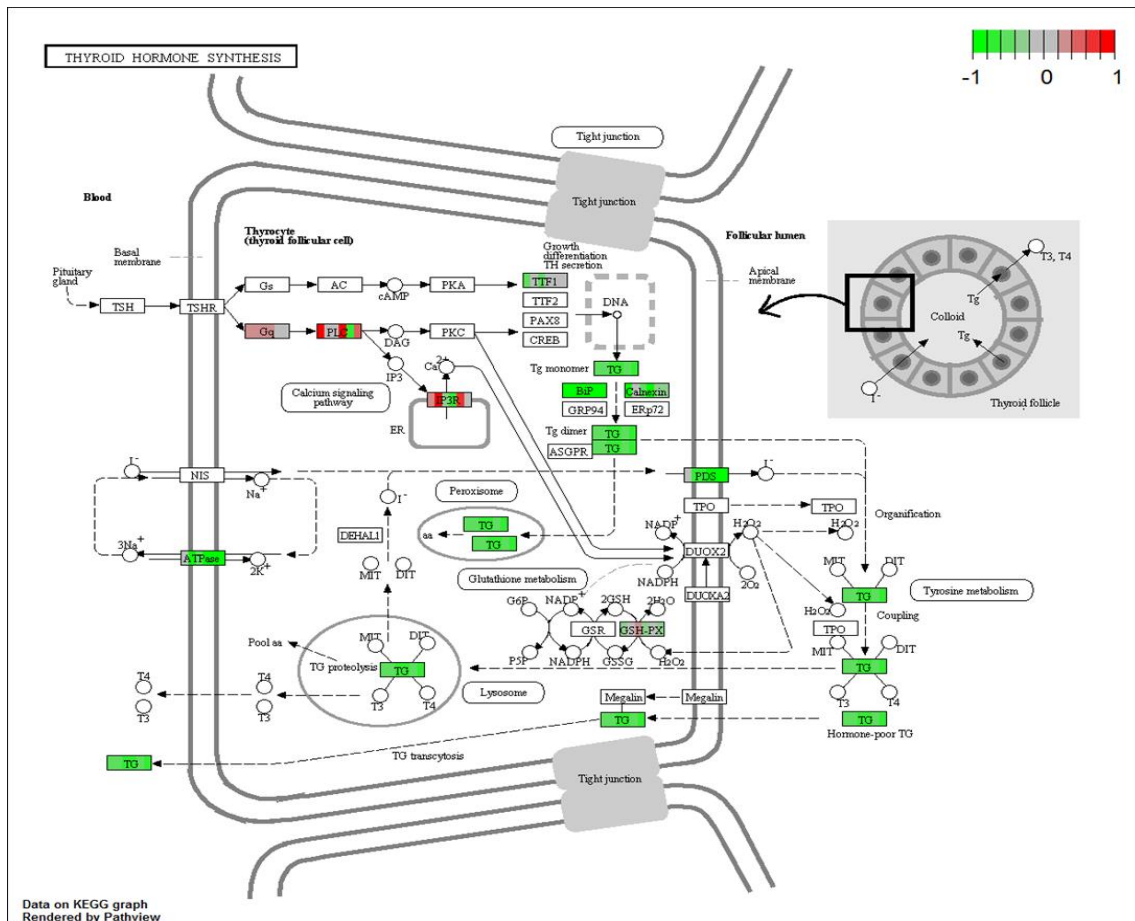 THYROID HORMONE SYNTHESIS
-1 0 1
Tight junction
Tight junction
Blood
Thyrocyte
(thyroid follicular cell)
Follicular lumen
Basal
membrane
Apical
membrane
Growth
differentiation
TH secretion
Pituitary
gland
TSH
TSHR
Gs
AC
cAMP
PKA
TTF1
TTF2
PAX8
CREB
DNA
Gq
PLC
DAG
PKC
IP3
Ca2+
IP3R
ER
Calcium signaling
pathway
Tg monomer
TG
BiP
Calnexin
GRP94
ERp72
Tg dimer
TG
TG
ASGPR
T3, T4
Tg
Colloid
Tg
I-
Thyroid follicle
I-
NIS
Na+
3Na+
ATPase
2K+
I-
DEHAL1
MIT
DIT
Peroxisome
aa
TG
TG
PDS
I-
TPO
TPO
Organification
NADP+
H2O2
H2O2
DUOX2
NADPH
2O2
DUOXA2
Glutathione metabolism
G6P
NADP+
2GSH
2H2O
GSR
GSH-PX
P5P
NADPH
GSSG
H2O2
MIT
DIT
TG
Tyrosine metabolism
H2O2
Coupling
TPO
MIT
DIT
TG
T3
T4
TG
Hormone-poor TG
Pool aa
MIT
DIT
TG proteolysis
TG
T3
T4
Lysosome
T4
T3
T4
T3
Megalin
Megalin
TG
TG transcytosis
TG
Tight junction
Data on KEGG graph
Rendered by Pathview